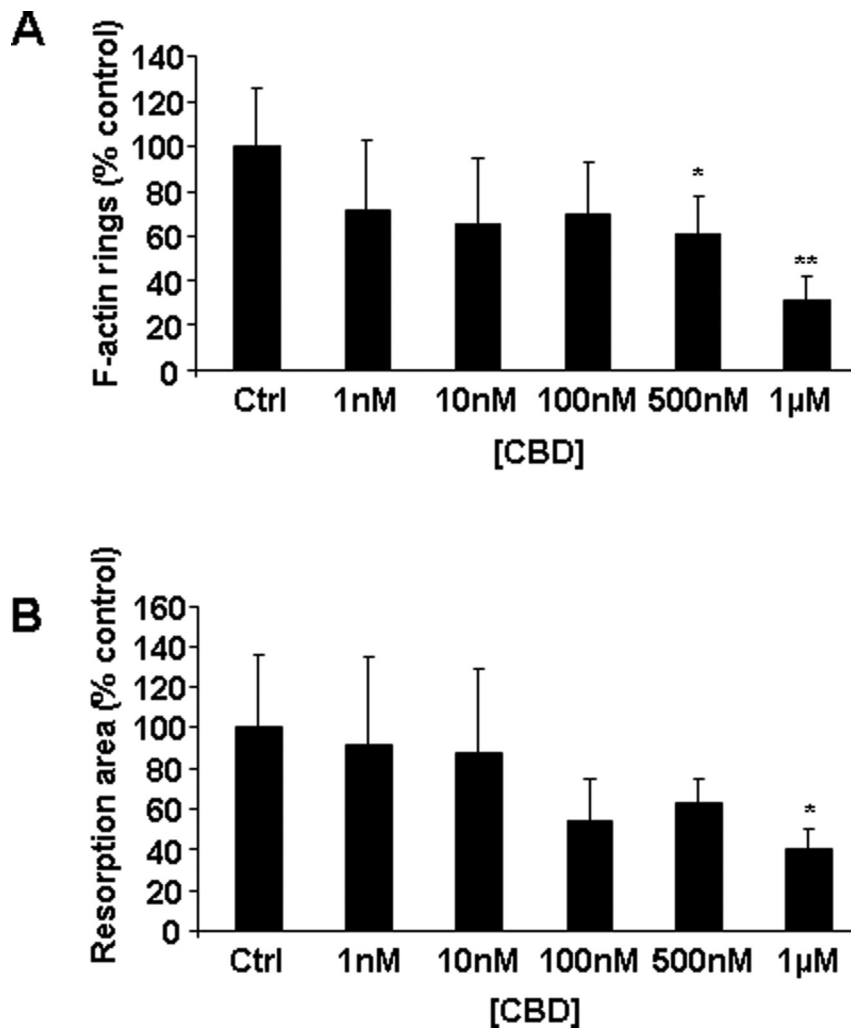 A
F-actin rings (% control)
140
120
100
80
60
40
20
0
*
**
Ctrl 1nM 10nM 100nM 500nM 1µM
[CBD]
B
Resorption area (% control)
160
140
120
100
80
60
40
20
0
*
Ctrl 1nM 10nM 100nM 500nM 1µM
[CBD]